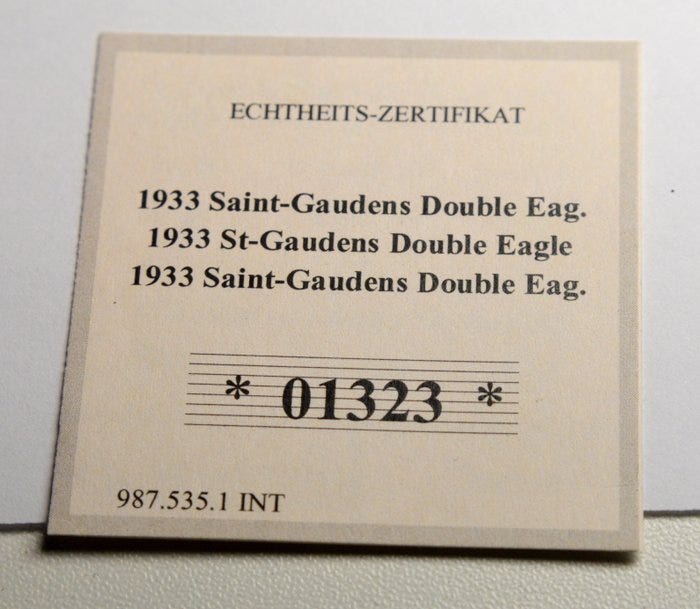 ECHTHEITS-ZERTIFIKAT
1933 Saint-Gaudens Double Eag.
1933 St-Gaudens Double Eagle
1933 Saint-Gaudens Double Eag.
* 01323 *
987.535.1 INT